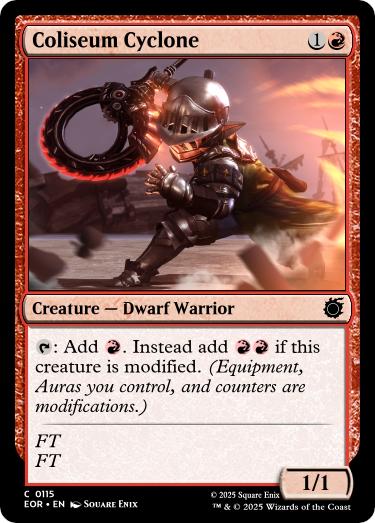 Coliseum Cyclone 1
Creature — Dwarf Warrior
: Add . Instead add if this
creature is modified. (Equipment,
Auras you control, and counters are
modifications.)
FT
FT
1/1
C 0115
EOR • EN SQUARE ENIX
© 2025 Square Enix
™ & © 2025 Wizards of the Coast